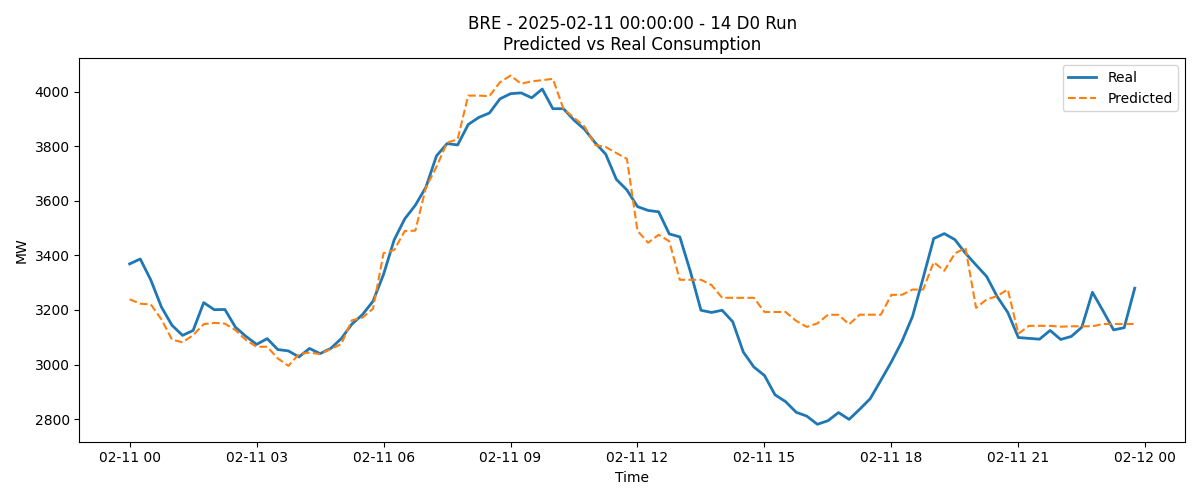 BRE - 2025-02-11 00:00:00 - 14 D0 Run
Predicted vs Real Consumption
Real
Predicted
MW
4000
3800
3600
3400
3200
3000
2800
02-11 00
02-11 03
02-11 06
02-11 09
02-11 12
02-11 15
02-11 18
02-11 21
02-12 00
Time